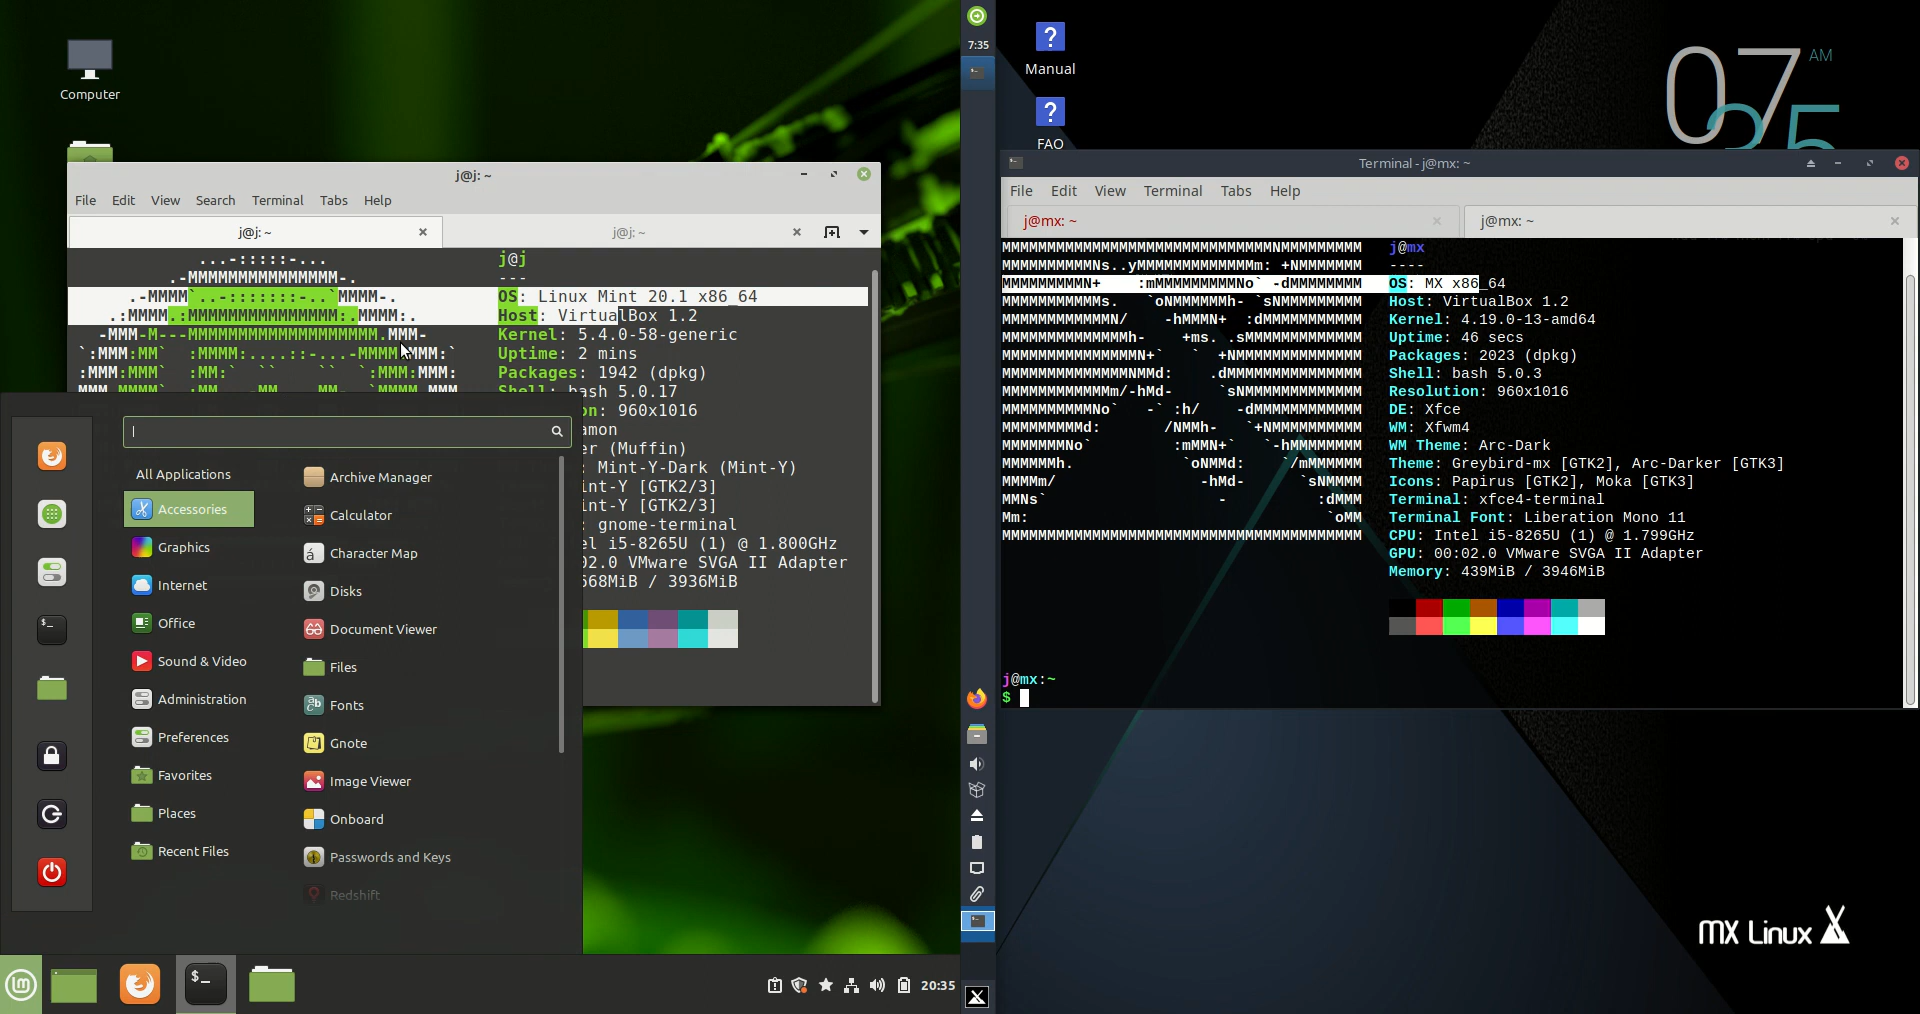 Computer
j@j: ~
File Edit View Search Terminal Tabs Help
j@j: ~
j@j: ~
j@j
---
OS: Linux Mint 20.1 x86_64
Host: VirtualBox 1.2
Kernel: 5.4.0-58-generic
Uptime: 2 mins
Packages: 1942 (dpkg)
Shell: bash 5.0.17
on: 960x1016
amon
er (Muffin)
: Mint-Y-Dark (Mint-Y)
int-Y [GTK2/3]
int-Y [GTK2/3]
: gnome-terminal
el i5-8265U (1) @ 1.800GHz
02.0 VMware SVGA II Adapter
568MiB / 3936MiB
All Applications
Accessories
Graphics
Internet
Office
Sound & Video
Administration
Preferences
Favorites
Places
Recent Files
Archive Manager
Calculator
Character Map
Disks
Document Viewer
Files
Fonts
Gnote
Image Viewer
Onboard
Passwords and Keys
Redshift
20:35
7:35
Manual
FAQ
07 AM
Terminal - j@mx: ~
File Edit View Terminal Tabs Help
j@mx: ~
j@mx: ~
j@mx
----
OS: MX x86_64
Host: VirtualBox 1.2
Kernel: 4.19.0-13-amd64
Uptime: 46 secs
Packages: 2023 (dpkg)
Shell: bash 5.0.3
Resolution: 960x1016
DE: Xfce
WM: Xfwm4
WM Theme: Arc-Dark
Theme: Greybird-mx [GTK2], Arc-Darker [GTK3]
Icons: Papirus [GTK2], Moka [GTK3]
Terminal: xfce4-terminal
Terminal Font: Liberation Mono 11
CPU: Intel i5-8265U (1) @ 1.799GHz
GPU: 00:02.0 VMware SVGA II Adapter
Memory: 439MiB / 3946MiB
j@mx:~
$
MX Linux